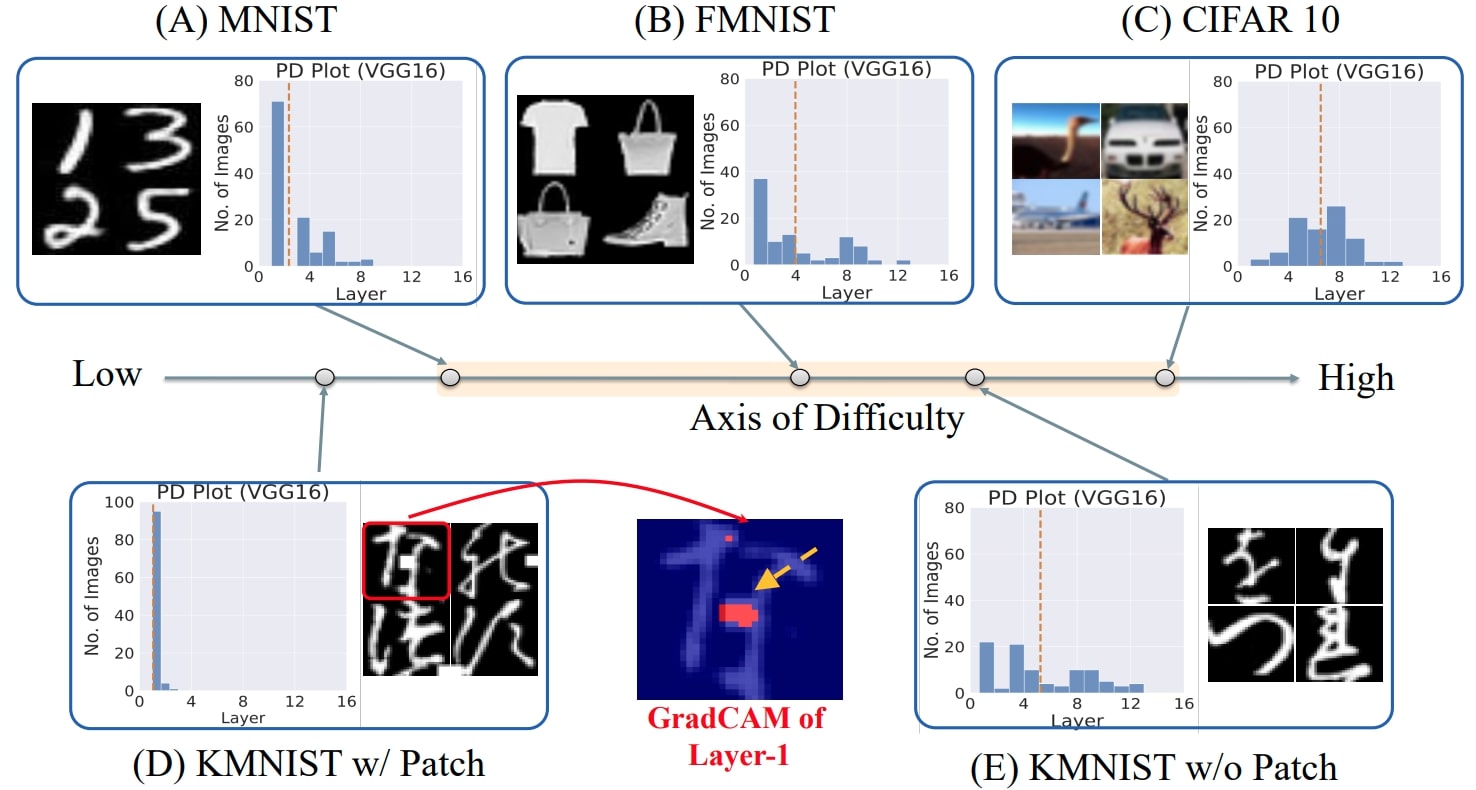 (A) MNIST
(B) FMNIST
(C) CIFAR 10
PD Plot (VGG16)
No. of Images
80
60
40
20
0
0 4 8 12 16
Layer
PD Plot (VGG16)
No. of Images
80
60
40
20
0
0 4 8 12 16
Layer
PD Plot (VGG16)
No. of Images
80
60
40
20
0
0 4 8 12 16
Layer
1 3
2 5
Low
High
Axis of Difficulty
PD Plot (VGG16)
No. of Images
100
80
60
40
20
0
0 4 8 12 16
Layer
GradCAM of
Layer-1
PD Plot (VGG16)
No. of Images
80
60
40
20
0
0 4 8 12 16
Layer
(D) KMNIST w/ Patch
(E) KMNIST w/o Patch